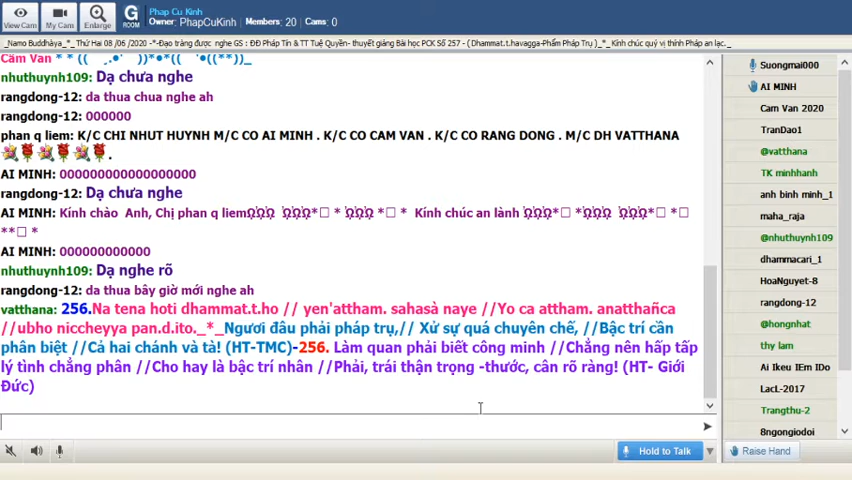 Phap Cu Kinh
Owner: PhapCuKinh Members: 20 Cams: 0
View Cam My Cam Enlarge G ROOM
_Namo Buddhàya_*_ Thứ Hai 08 /06 /2020 -*-Đạo tràng được nghe GS : ĐĐ Pháp Tín & TT Tuệ Quyền- thuyết giảng Bài học PCK Số 257 - ( Dhammat.t.havagga-Phẩm Pháp Trụ )_*_ Kính chúc quý vị thính Pháp an lạc._
Cam Van
nhuthuynh109: Dạ chưa nghe
rangdong-12: da thua chua nghe ah
rangdong-12: 000000
phan q liem: K/C CHI NHUT HUYNH M/C CO AI MINH . K/C CO CAM VAN . K/C CO RANG DONG . M/C DH VATTHANA
AI MINH: 00000000000000000000
rangdong-12: Dạ chưa nghe
AI MINH: Kính chào Anh, Chị phan q liem * * * Kính chúc an lành * * *
**
AI MINH: 000000000000
nhuthuynh109: Dạ nghe rõ
rangdong-12: da thua bây giờ mới nghe ah
vatthana: 256.Na tena hoti dhammat.t.ho // yen'attham. sahasà naye //Yo ca attham. anatthañca
//ubho niccheyya pan.d.ito._*_Ngươi đâu phải pháp trụ,// Xử sự quá chuyên chế, //Bậc trí cần
phân biệt //Cả hai chánh và tà! (HT-TMC)-256. Làm quan phải biết công minh //Chẳng nên hấp tấp
lý tình chẳng phân //Cho hay là bậc trí nhân //Phải, trái thận trọng -thước, cân rõ ràng! (HT- Giới
Đức)
Hold to Talk
Suongmai000
AI MINH
Cam Van 2020
TranDao1
@vatthana
TK minhhanh
anh binh minh_1
maha_raja
@nhuthuynh109
dhammacari_1
HoaNguyet-8
rangdong-12
@hongnhat
thy lam
Ai Ikeu IEm IDo
LacL-2017
Trangthu-2
8ngongiodoi
Raise Hand